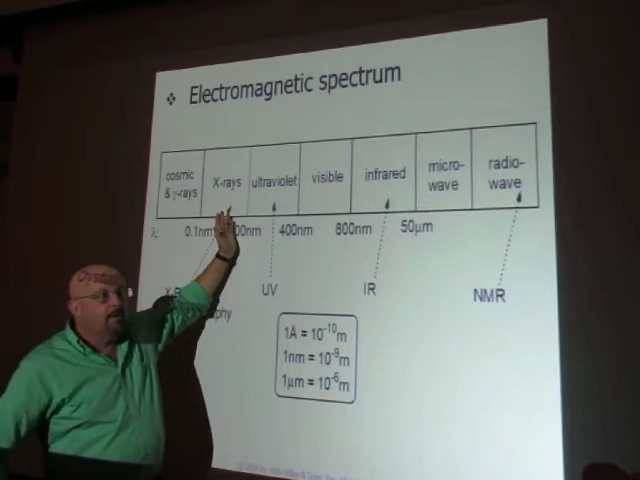 ❖ Electromagnetic spectrum
cosmic & γ-rays X-rays ultraviolet visible infrared micro-wave radio-wave
λ: 0.1nm 400nm 800nm 50μm
UV IR NMR
1Å = 10⁻¹⁰m
1nm = 10⁻⁹m
1μm = 10⁻⁶m